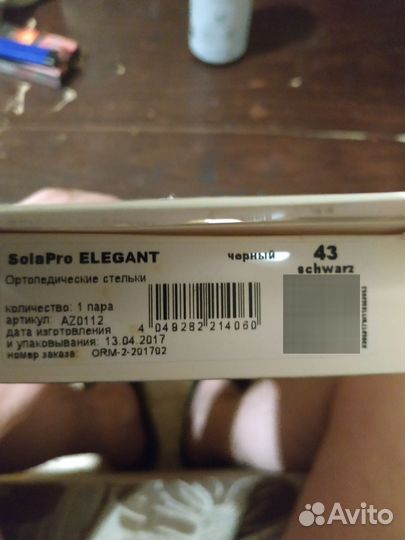 SolaPro ELEGANT черный 43
schwarz
Ортопедические стельки
количество: 1 пара
артикул: AZ0112
дата изготовления
и упаковывания: 13.04.2017
номер заказа: ORM-2-201702
4 049282 214060
Avito